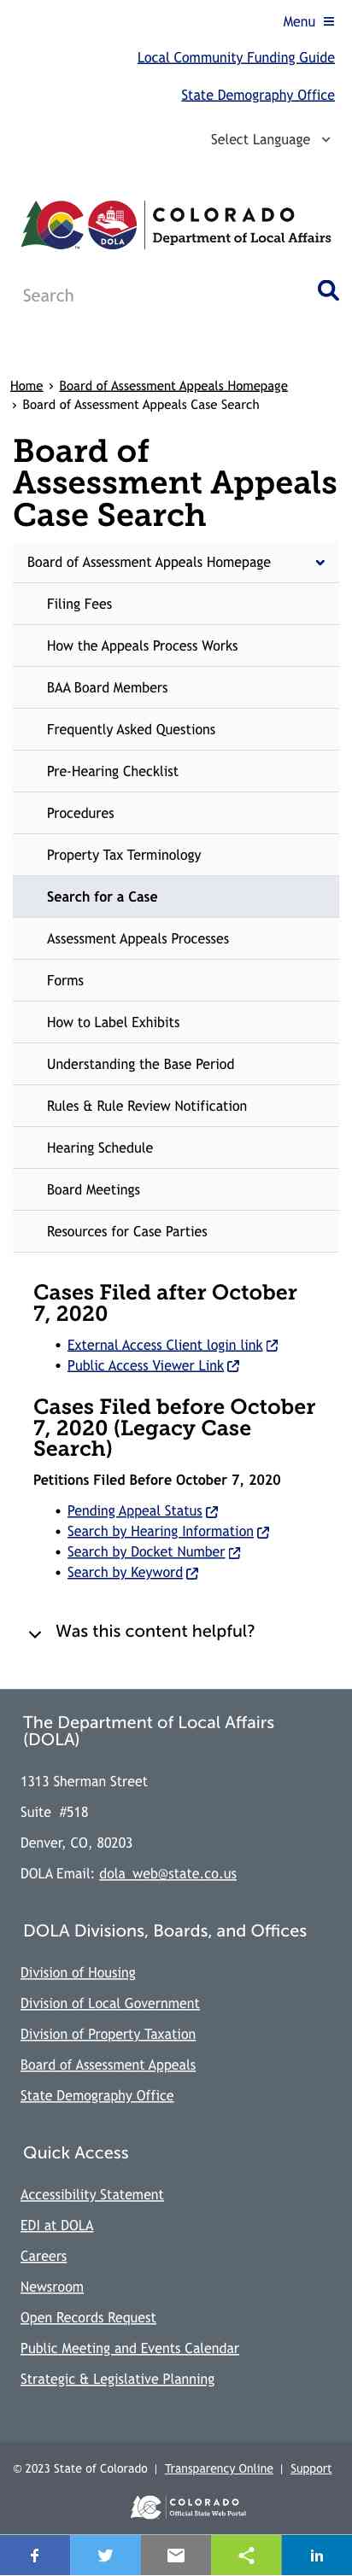 Menu
Local Community Funding Guide
State Demography Office
Select Language
COLORADO
Department of Local Affairs
DOLA
Search
Home › Board of Assessment Appeals Homepage
› Board of Assessment Appeals Case Search
Board of
Assessment Appeals
Case Search
Board of Assessment Appeals Homepage
Filing Fees
How the Appeals Process Works
BAA Board Members
Frequently Asked Questions
Pre-Hearing Checklist
Procedures
Property Tax Terminology
Search for a Case
Assessment Appeals Processes
Forms
How to Label Exhibits
Understanding the Base Period
Rules & Rule Review Notification
Hearing Schedule
Board Meetings
Resources for Case Parties
Cases Filed after October
7, 2020
• External Access Client login link
• Public Access Viewer Link
Cases Filed before October
7, 2020 (Legacy Case
Search)
Petitions Filed Before October 7, 2020
• Pending Appeal Status
• Search by Hearing Information
• Search by Docket Number
• Search by Keyword
Was this content helpful?
The Department of Local Affairs
(DOLA)
1313 Sherman Street
Suite #518
Denver, CO, 80203
DOLA Email: dola_web@state.co.us
DOLA Divisions, Boards, and Offices
Division of Housing
Division of Local Government
Division of Property Taxation
Board of Assessment Appeals
State Demography Office
Quick Access
Accessibility Statement
EDI at DOLA
Careers
Newsroom
Open Records Request
Public Meeting and Events Calendar
Strategic & Legislative Planning
© 2023 State of Colorado | Transparency Online | Support
COLORADO
Official State Web Portal